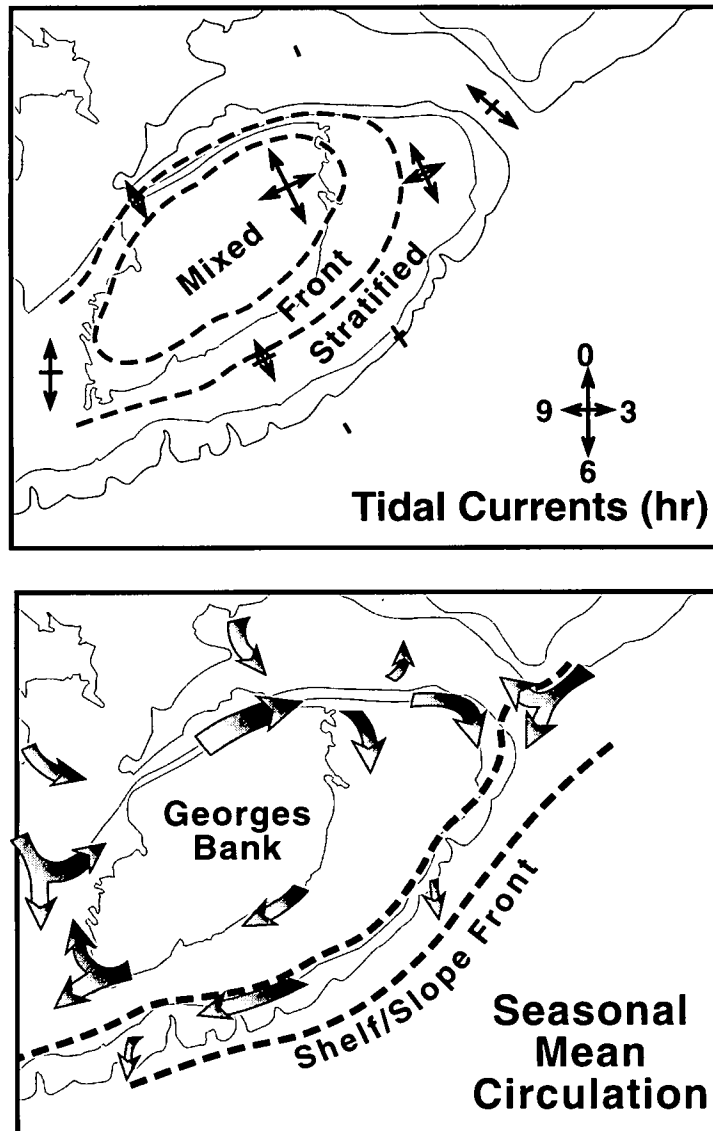 Mixed
Front
Stratified
0
9 3
6
Tidal Currents (hr)
Georges
Bank
Shelf/Slope Front
Seasonal
Mean
Circulation